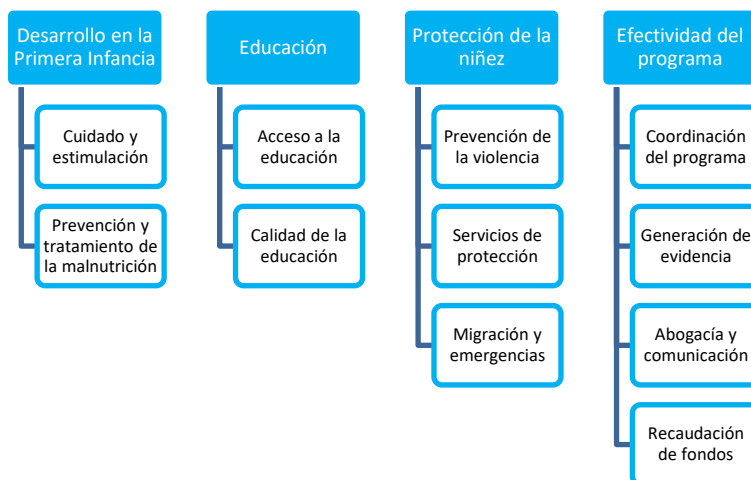 Desarrollo en la
Primera Infancia
Cuidado y
estimulación
Prevención y
tratamiento de
la malnutrición
Educación
Acceso a la
educación
Calidad de la
educación
Protección de la
niñez
Prevención de
la violencia
Servicios de
protección
Migración y
emergencias
Efectividad del
programa
Coordinación
del programa
Generación de
evidencia
Abogacía y
comunicación
Recaudación
de fondos